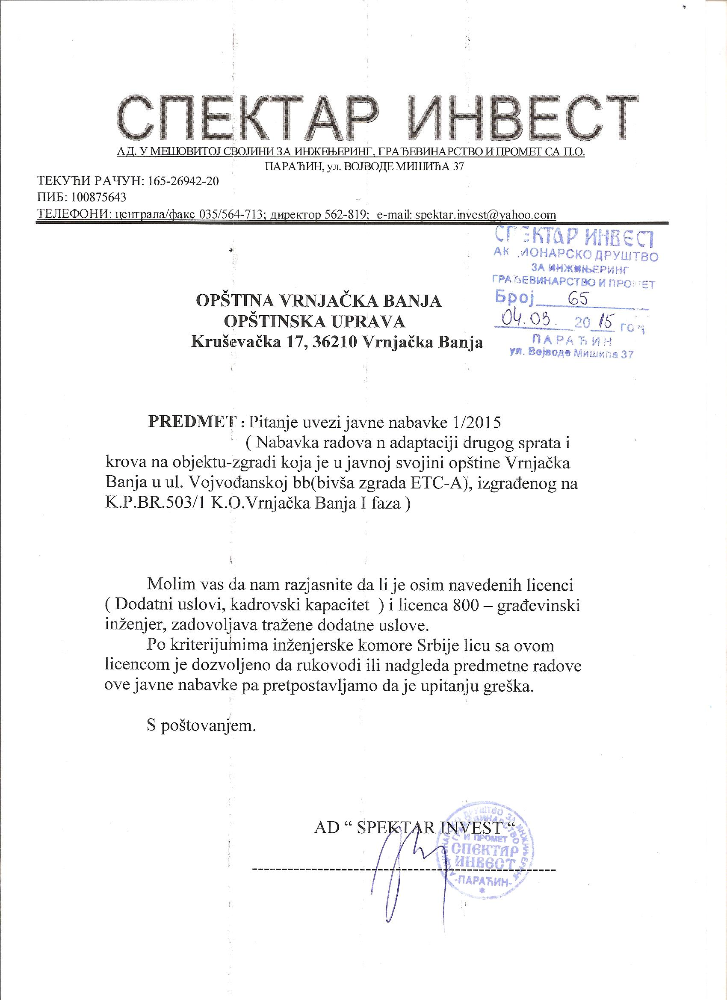 СПЕКТАР ИНВЕСТ
АД. У МЕШОВИТОЈ СВОЈИНИ ЗА ИНЖЕЊЕРИНГ, ГРАЂЕВИНАРСТВО И ПРОМЕТ СА П.О.
ПАРАЋИН, ул. ВОЈВОДЕ МИШИЋА 37
ТЕКУЋИ РАЧУН: 165-26942-20
ПИБ: 100875643
ТЕЛЕФОНИ: централа/факс 035/564-713; директор 562-819; e-mail: spektar.invest@yahoo.com
СПЕКТАР ИНВЕСТ
АКЦИОНАРСКО ДРУШТВО
ЗА ИНЖИЊЕРИНГ
ГРАЂЕВИНАРСТВО И ПРОМЕТ
Број 65
04.03. 2015 год
ПАРАЋИН
ул. Војводе Мишића 37
OPŠTINA VRNJAČKA BANJA
OPŠTINSKA UPRAVA
Kruševačka 17, 36210 Vrnjačka Banja
PREDMET : Pitanje uvezi javne nabavke 1/2015
( Nabavka radova n adaptaciji drugog sprata i
krova na objektu-zgradi koja je u javnoj svojini opštine Vrnjačka
Banja u ul. Vojvođanskoj bb(bivša zgrada ETC-A), izgrađenog na
K.P.BR.503/1 K.O.Vrnjačka Banja I faza )
Molim vas da nam razjasnite da li je osim navedenih licenci
( Dodatni uslovi, kadrovski kapacitet ) i licenca 800 – građevinski
inženjer, zadovoljava tražene dodatne uslove.
Po kriterijumima inženjerske komore Srbije licu sa ovom
licencom je dozvoljeno da rukovodi ili nadgleda predmetne radove
ove javne nabavke pa pretpostavljamo da je upitanju greška.
S poštovanjem.
AD “ SPEKTAR INVEST “
АКЦИОНАРСКО ДРУШТВО ЗА ИНЖИЊЕРИНГ
ГРАЂЕВИНАРСТВО
И ПРОМЕТ
СПЕКТАР
ИНВЕСТ
-ПАРАЋИН-